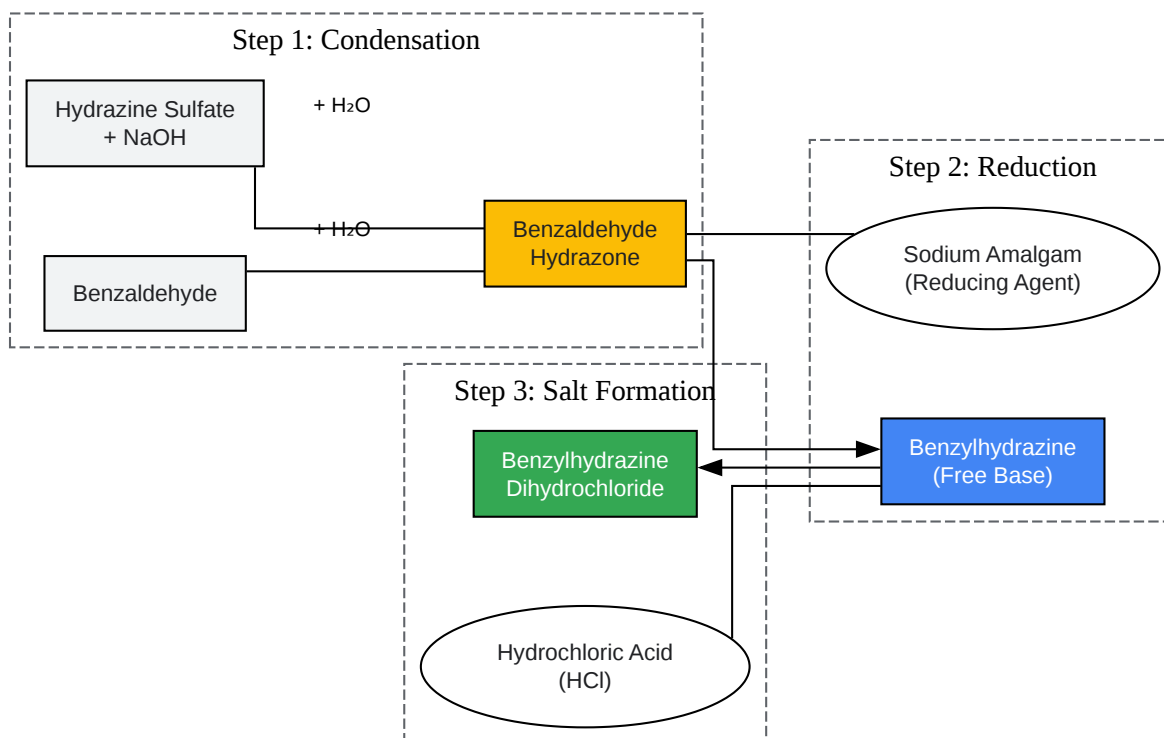 Step 1: Condensation
Hydrazine Sulfate
+ NaOH
+ H₂O
+ H₂O
Benzaldehyde
Hydrazone
Benzaldehyde
Step 2: Reduction
Sodium Amalgam
(Reducing Agent)
Benzylhydrazine
(Free Base)
Step 3: Salt Formation
Benzylhydrazine
Dihydrochloride
Hydrochloric Acid
(HCl)